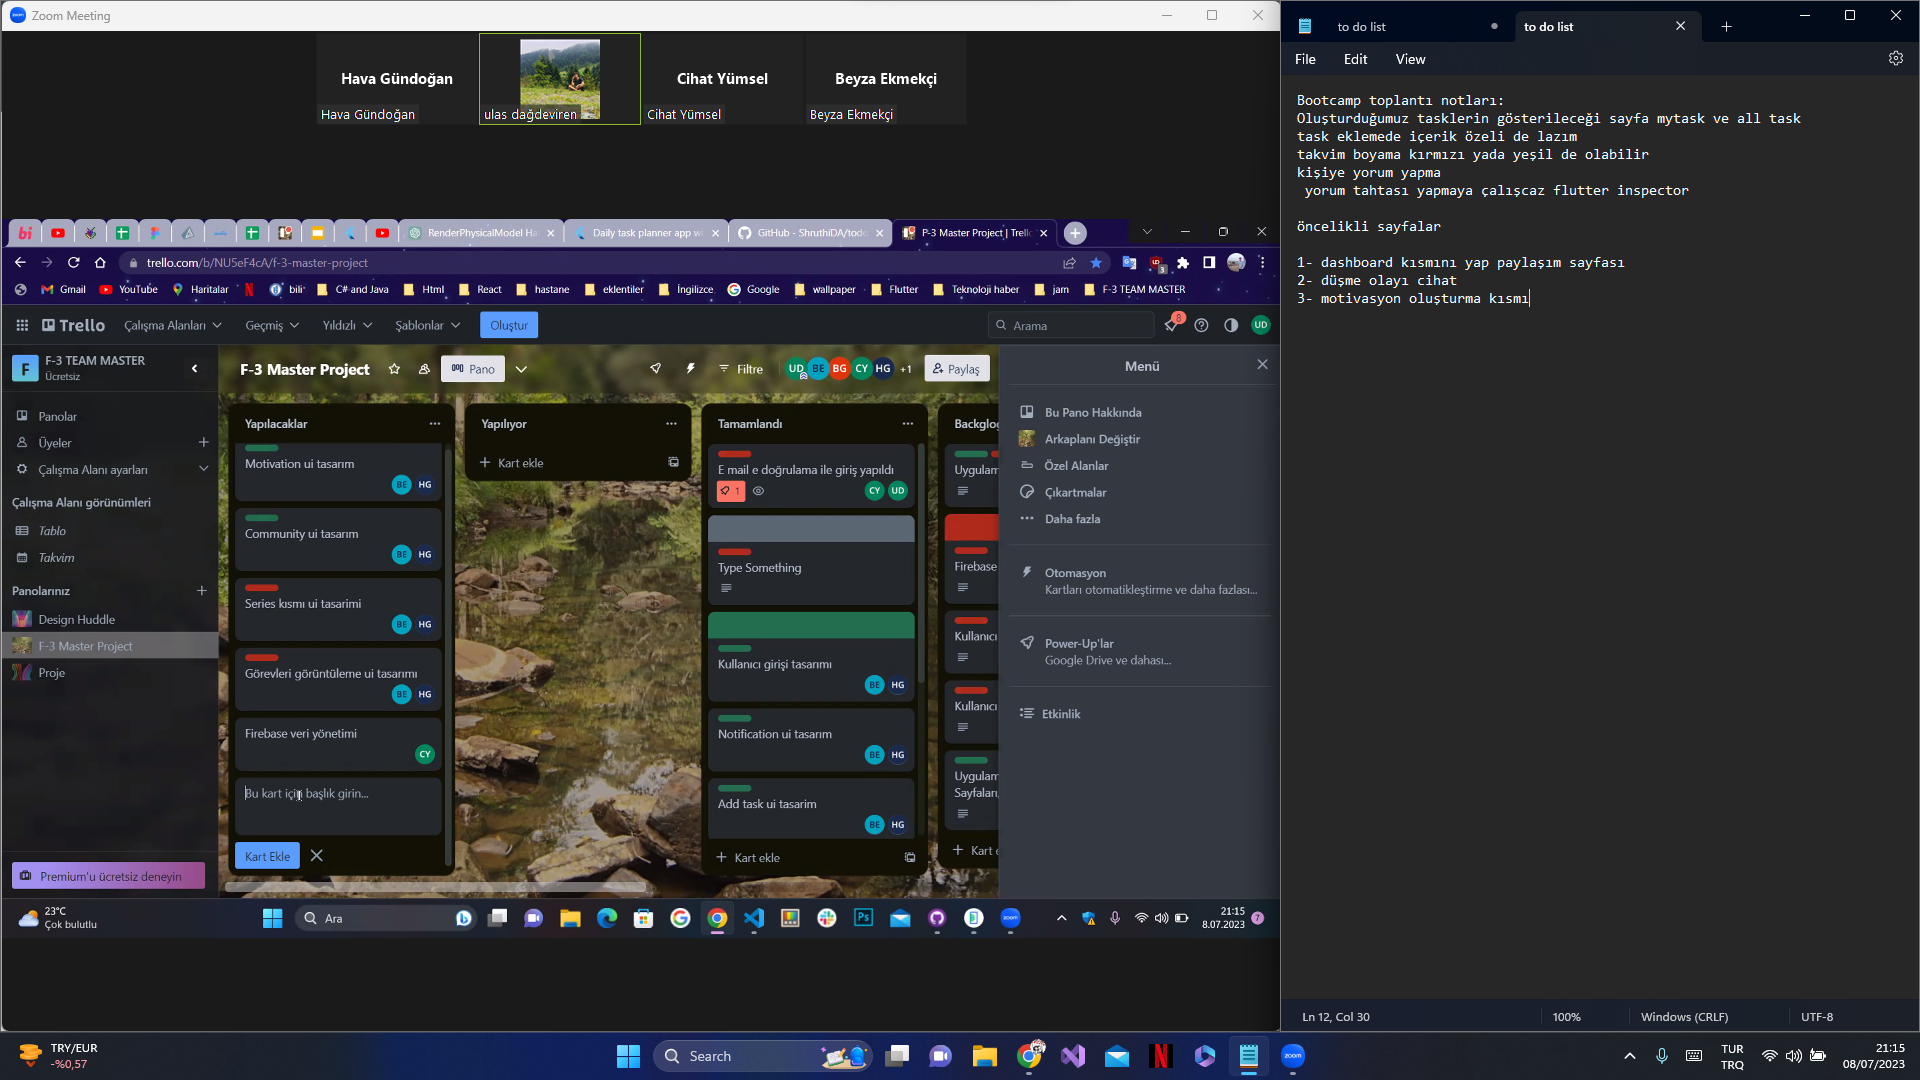 Zoom Meeting
Hava Gündoğan
Cihat Yümsel
Beyza Ekmekçi
Hava Gündoğan
ulas dağdeviren
Cihat Yümsel
Beyza Ekmekçi
RenderPhysicalModel Ha
Daily task planner app w
GitHub - ShruthiDA/todo
P-3 Master Project | Trello
trello.com/b/NU5eF4cA/f-3-master-project
Gmail
YouTube
Haritalar
bilr
C# and Java
Html
React
hastane
eklentiler
İngilizce
Google
wallpaper
Flutter
Teknoloji haber
jam
F-3 TEAM MASTER
Trello
Çalışma Alanları
Geçmiş
Yıldızlı
Şablonlar
Oluştur
Arama
8
UD
F
F-3 TEAM MASTER
Ücretsiz
Panolar
Üyeler
Çalışma Alanı ayarları
Çalışma Alanı görünümleri
Tablo
Takvim
Panolarınız
Design Huddle
F-3 Master Project
Proje
Premium'u ücretsiz deneyin
F-3 Master Project
Pano
Filtre
UD BE BG CY HG +1
Paylaş
Yapılacaklar
Motivation ui tasarım
BE HG
Community ui tasarım
BE HG
Series kısmı ui tasarimi
BE HG
Görevleri görüntüleme ui tasarımı
BE HG
Firebase veri yönetimi
CY
Bu kart için başlık girin...
Kart Ekle
Yapılıyor
Kart ekle
Tamamlandı
E mail e doğrulama ile giriş yapıldı
1
CY UD
Type Something
Kullanıcı girişi tasarımı
BE HG
Notification ui tasarım
BE HG
Add task ui tasarim
BE HG
Kart ekle
Backglog
Uygulam
Firebase
Kullanıcı
Kullanıcı
Uygulam
Sayfaları,
Kart e
Menü
Bu Pano Hakkında
Arkaplanı Değiştir
Özel Alanlar
Çıkartmalar
Daha fazla
Otomasyon
Kartları otomatikleştirme ve daha fazlası...
Power-Up'lar
Google Drive ve dahası...
Etkinlik
23°C
Çok bulutlu
Ara
21:15
8.07.2023
7
to do list
to do list
File
Edit
View
Bootcamp toplantı notları:
Oluşturduğumuz tasklerin gösterileceği sayfa mytask ve all task
task eklemede içerik özeli de lazım
takvim boyama kırmızı yada yeşil de olabilir
kişiye yorum yapma
yorum tahtası yapmaya çalışcaz flutter inspector
öncelikli sayfalar
1- dashboard kısmını yap paylaşım sayfası
2- düşme olayı cihat
3- motivasyon oluşturma kısmı
Ln 12, Col 30
100%
Windows (CRLF)
UTF-8
TRY/EUR
-%0,57
Search
zoom
TUR
TRQ
21:15
08/07/2023